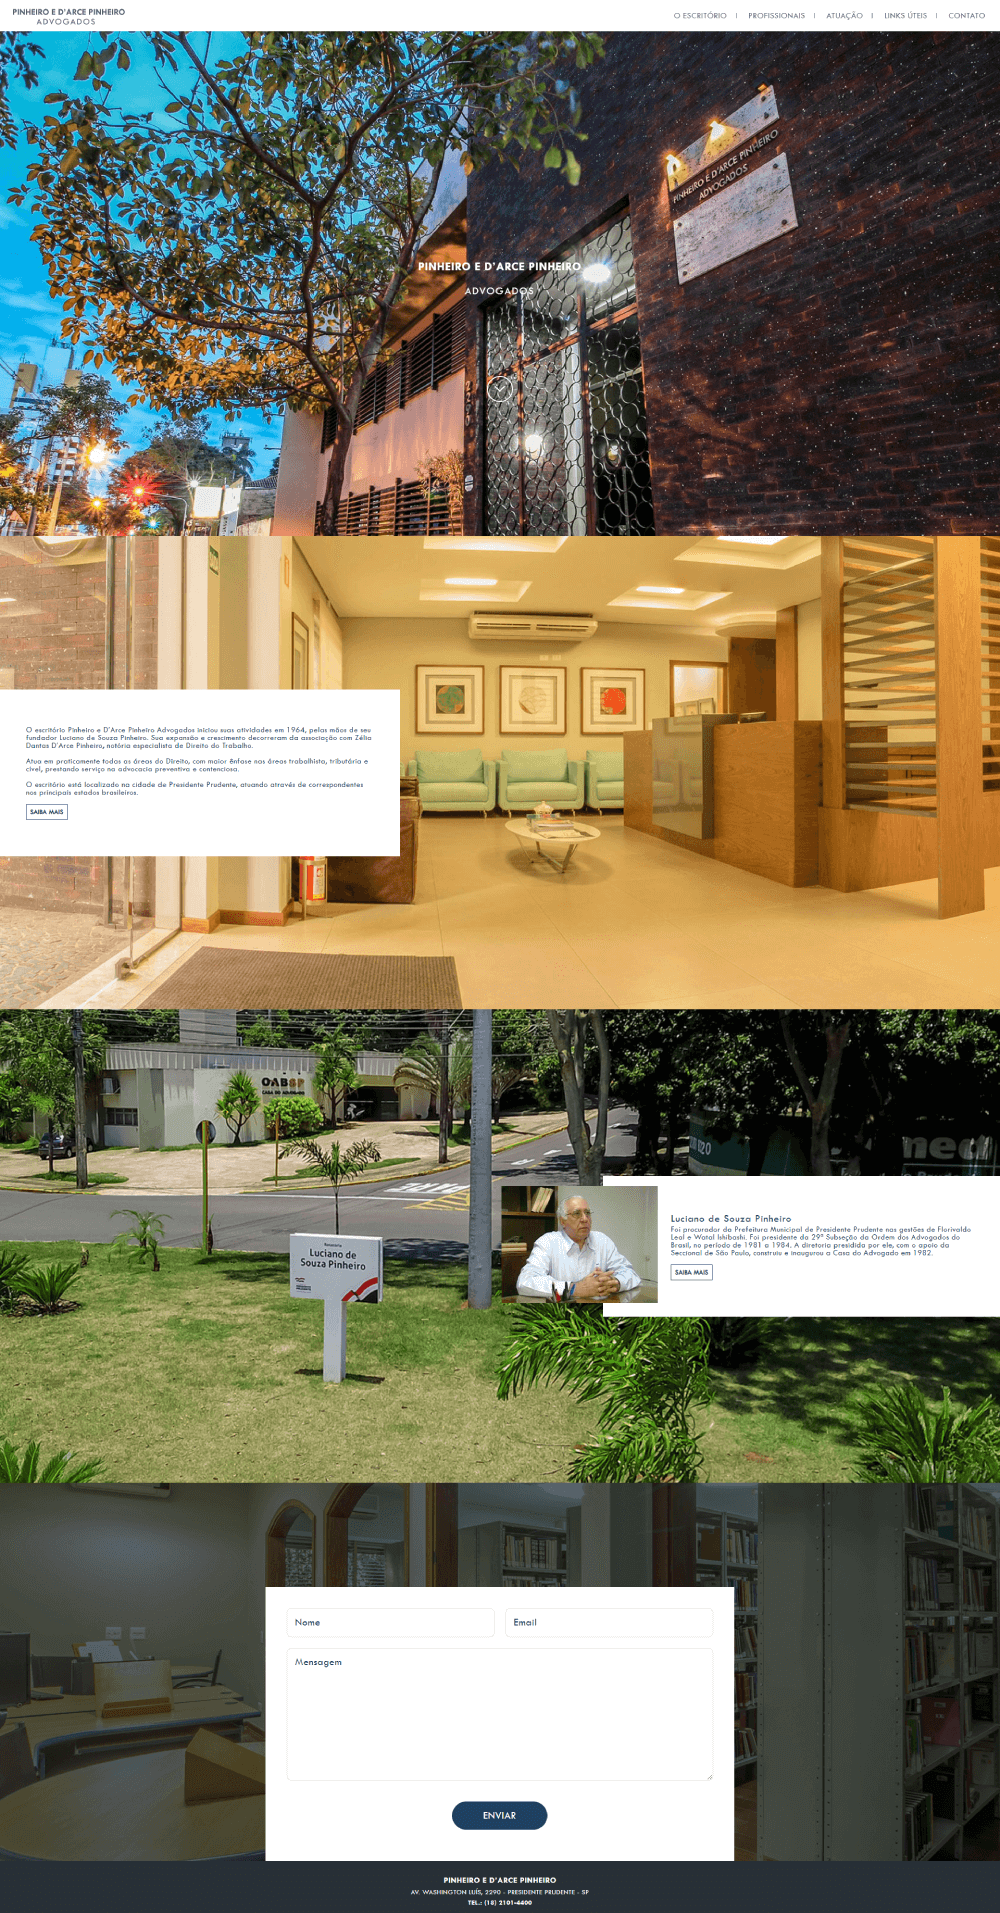 PINHEIRO E D'ARCE PINHEIRO
ADVOGADOS
O ESCRITÓRIO | PROFISSIONAIS | ATUAÇÃO | LINKS ÚTEIS | CONTATO
PINHEIRO E D'ARCE PINHEIRO
ADVOGADOS
PINHEIRO E D'ARCE PINHEIRO
ADVOGADOS
O escritório Pinheiro e D'Arce Pinheiro Advogados iniciou suas atividades em 1964, pelas mãos de seu
fundador Luciano de Souza Pinheiro. Sua expansão e crescimento decorreram da associação com Zélia
Dantas D'Arce Pinheiro, notória especialista de Direito do Trabalho.
Atua em praticamente todas as áreas do Direito, com maior ênfase nas áreas trabalhista, tributária e
cível, prestando serviço na advocacia preventiva e contenciosa.
O escritório está localizado na cidade de Presidente Prudente, atuando através de correspondentes
nos principais estados brasileiros.
SAIBA MAIS
OAB SP
CASA DO ADVOGADO
med
Luciano de
Souza Pinheiro
Luciano de Souza Pinheiro
Foi procurador da Prefeitura Municipal de Presidente Prudente nas gestões de Florivaldo
Leal e Watal Ishibashi. Foi presidente da 29ª Subseção da Ordem dos Advogados do
Brasil, no período de 1981 a 1984. A diretoria presidida por ele, com o apoio da
Seccional de São Paulo, construiu e inaugurou a Casa do Advogado em 1982.
SAIBA MAIS
Nome
Email
Mensagem
ENVIAR
PINHEIRO E D'ARCE PINHEIRO
AV. WASHINGTON LUÍS, 2290 - PRESIDENTE PRUDENTE - SP
TEL.: (18) 2101-4400